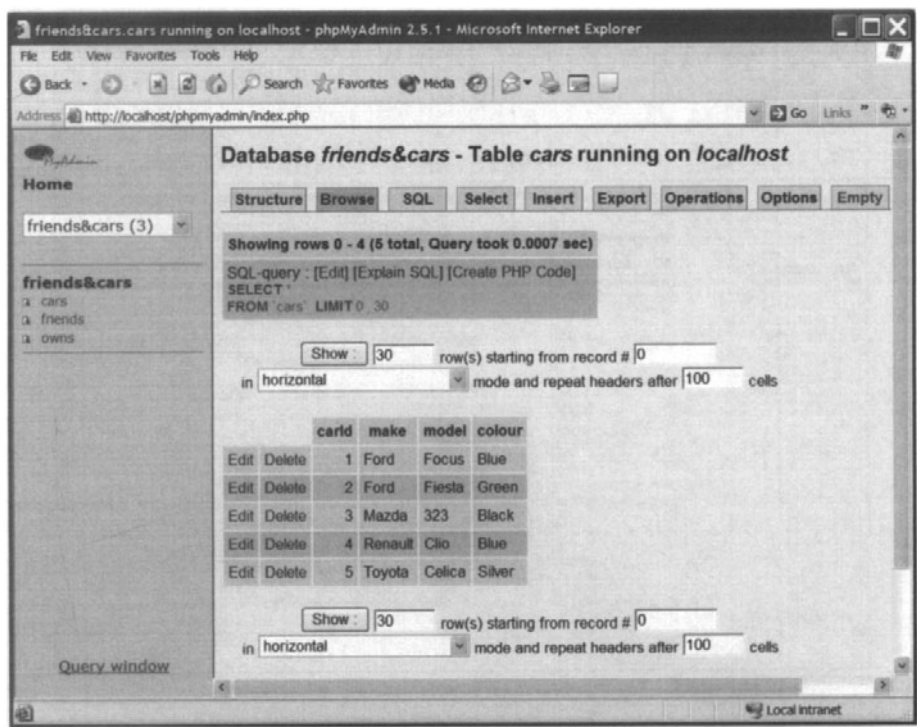 friends&cars.cars running on localhost - phpMyAdmin 2.5.1 - Microsoft Internet Explorer
File Edit View Favorites Tools Help
Back Search Favorites Media
Address http://localhost/phpmyadmin/index.php Go Links »
phpMyAdmin
Home
friends&cars (3)
friends&cars
cars
friends
owns
Query window
Database friends&cars - Table cars running on localhost
Structure Browse SQL Select Insert Export Operations Options Empty
Showing rows 0 - 4 (5 total, Query took 0.0007 sec)
SQL-query : [Edit] [Explain SQL] [Create PHP Code]
SELECT *
FROM `cars` LIMIT 0 , 30
Show : 30 row(s) starting from record # 0
in horizontal mode and repeat headers after 100 cells
carId make model colour
Edit Delete 1 Ford Focus Blue
Edit Delete 2 Ford Fiesta Green
Edit Delete 3 Mazda 323 Black
Edit Delete 4 Renault Clio Blue
Edit Delete 5 Toyota Celica Silver
Show : 30 row(s) starting from record # 0
in horizontal mode and repeat headers after 100 cells
Local intranet